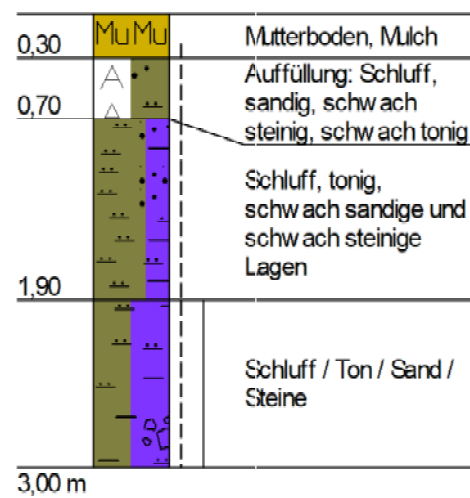 Mu Mu
Mutterboden, Mulch
0,30
A
Auffüllung: Schluff,
sandig, schwach
steinig, schwach tonig
0,70
A
Schluff, tonig,
schwach sandige und
schwach steinige
Lagen
1,90
Schluff / Ton / Sand /
Steine
3,00 m